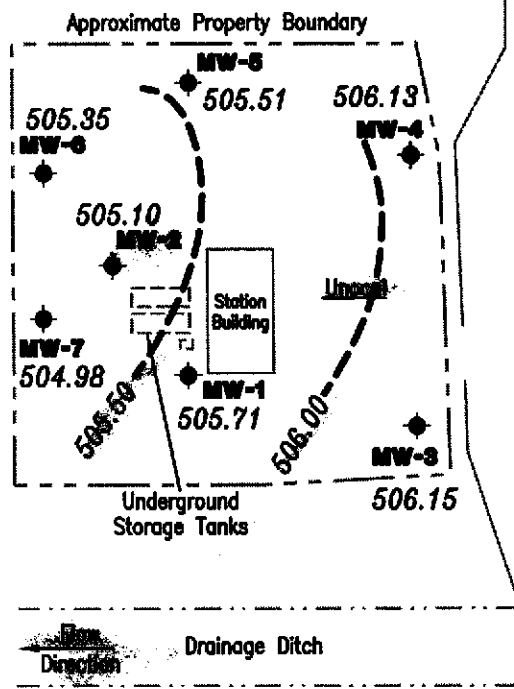 Approximate Property Boundary
MW-5
505.51
506.13
MW-4
505.35
MW-6
505.10
MW-2
Station
Building
Unocal
MW-7
504.98
MW-1
505.71
505.50
506.00
MW-3
506.15
Underground
Storage Tanks
Flow
Direction
Drainage Ditch